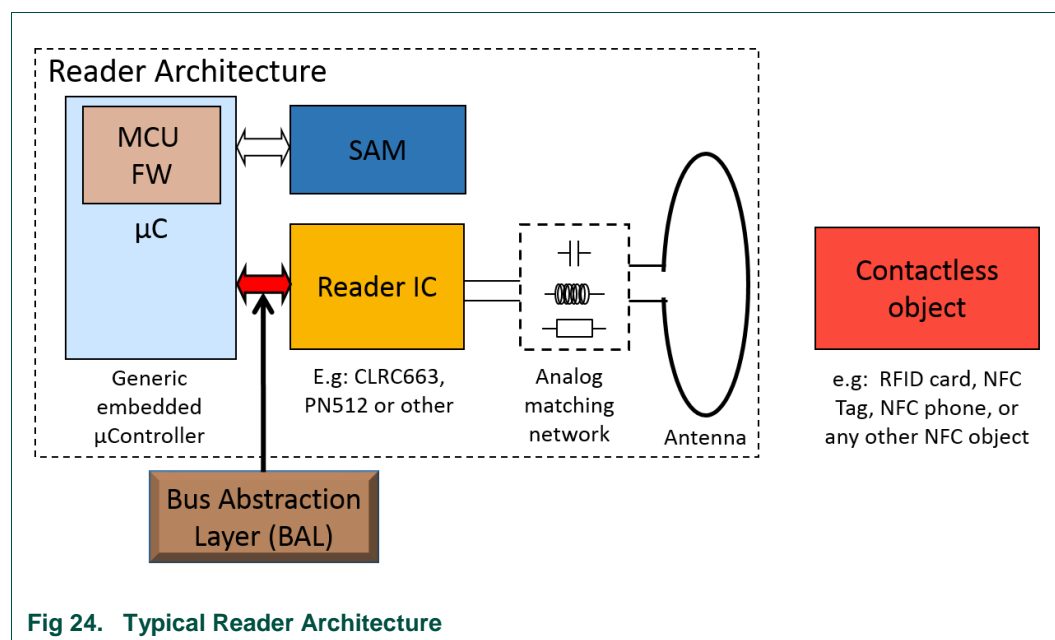 Reader Architecture
MCU
FW
µC
SAM
Reader IC
Contactless
object
Generic
embedded
µController
E.g: CLRC663,
PN512 or other
Analog
matching
network
Antenna
e.g: RFID card, NFC
Tag, NFC phone, or
any other NFC object
Bus Abstraction
Layer (BAL)
Fig 24. Typical Reader Architecture